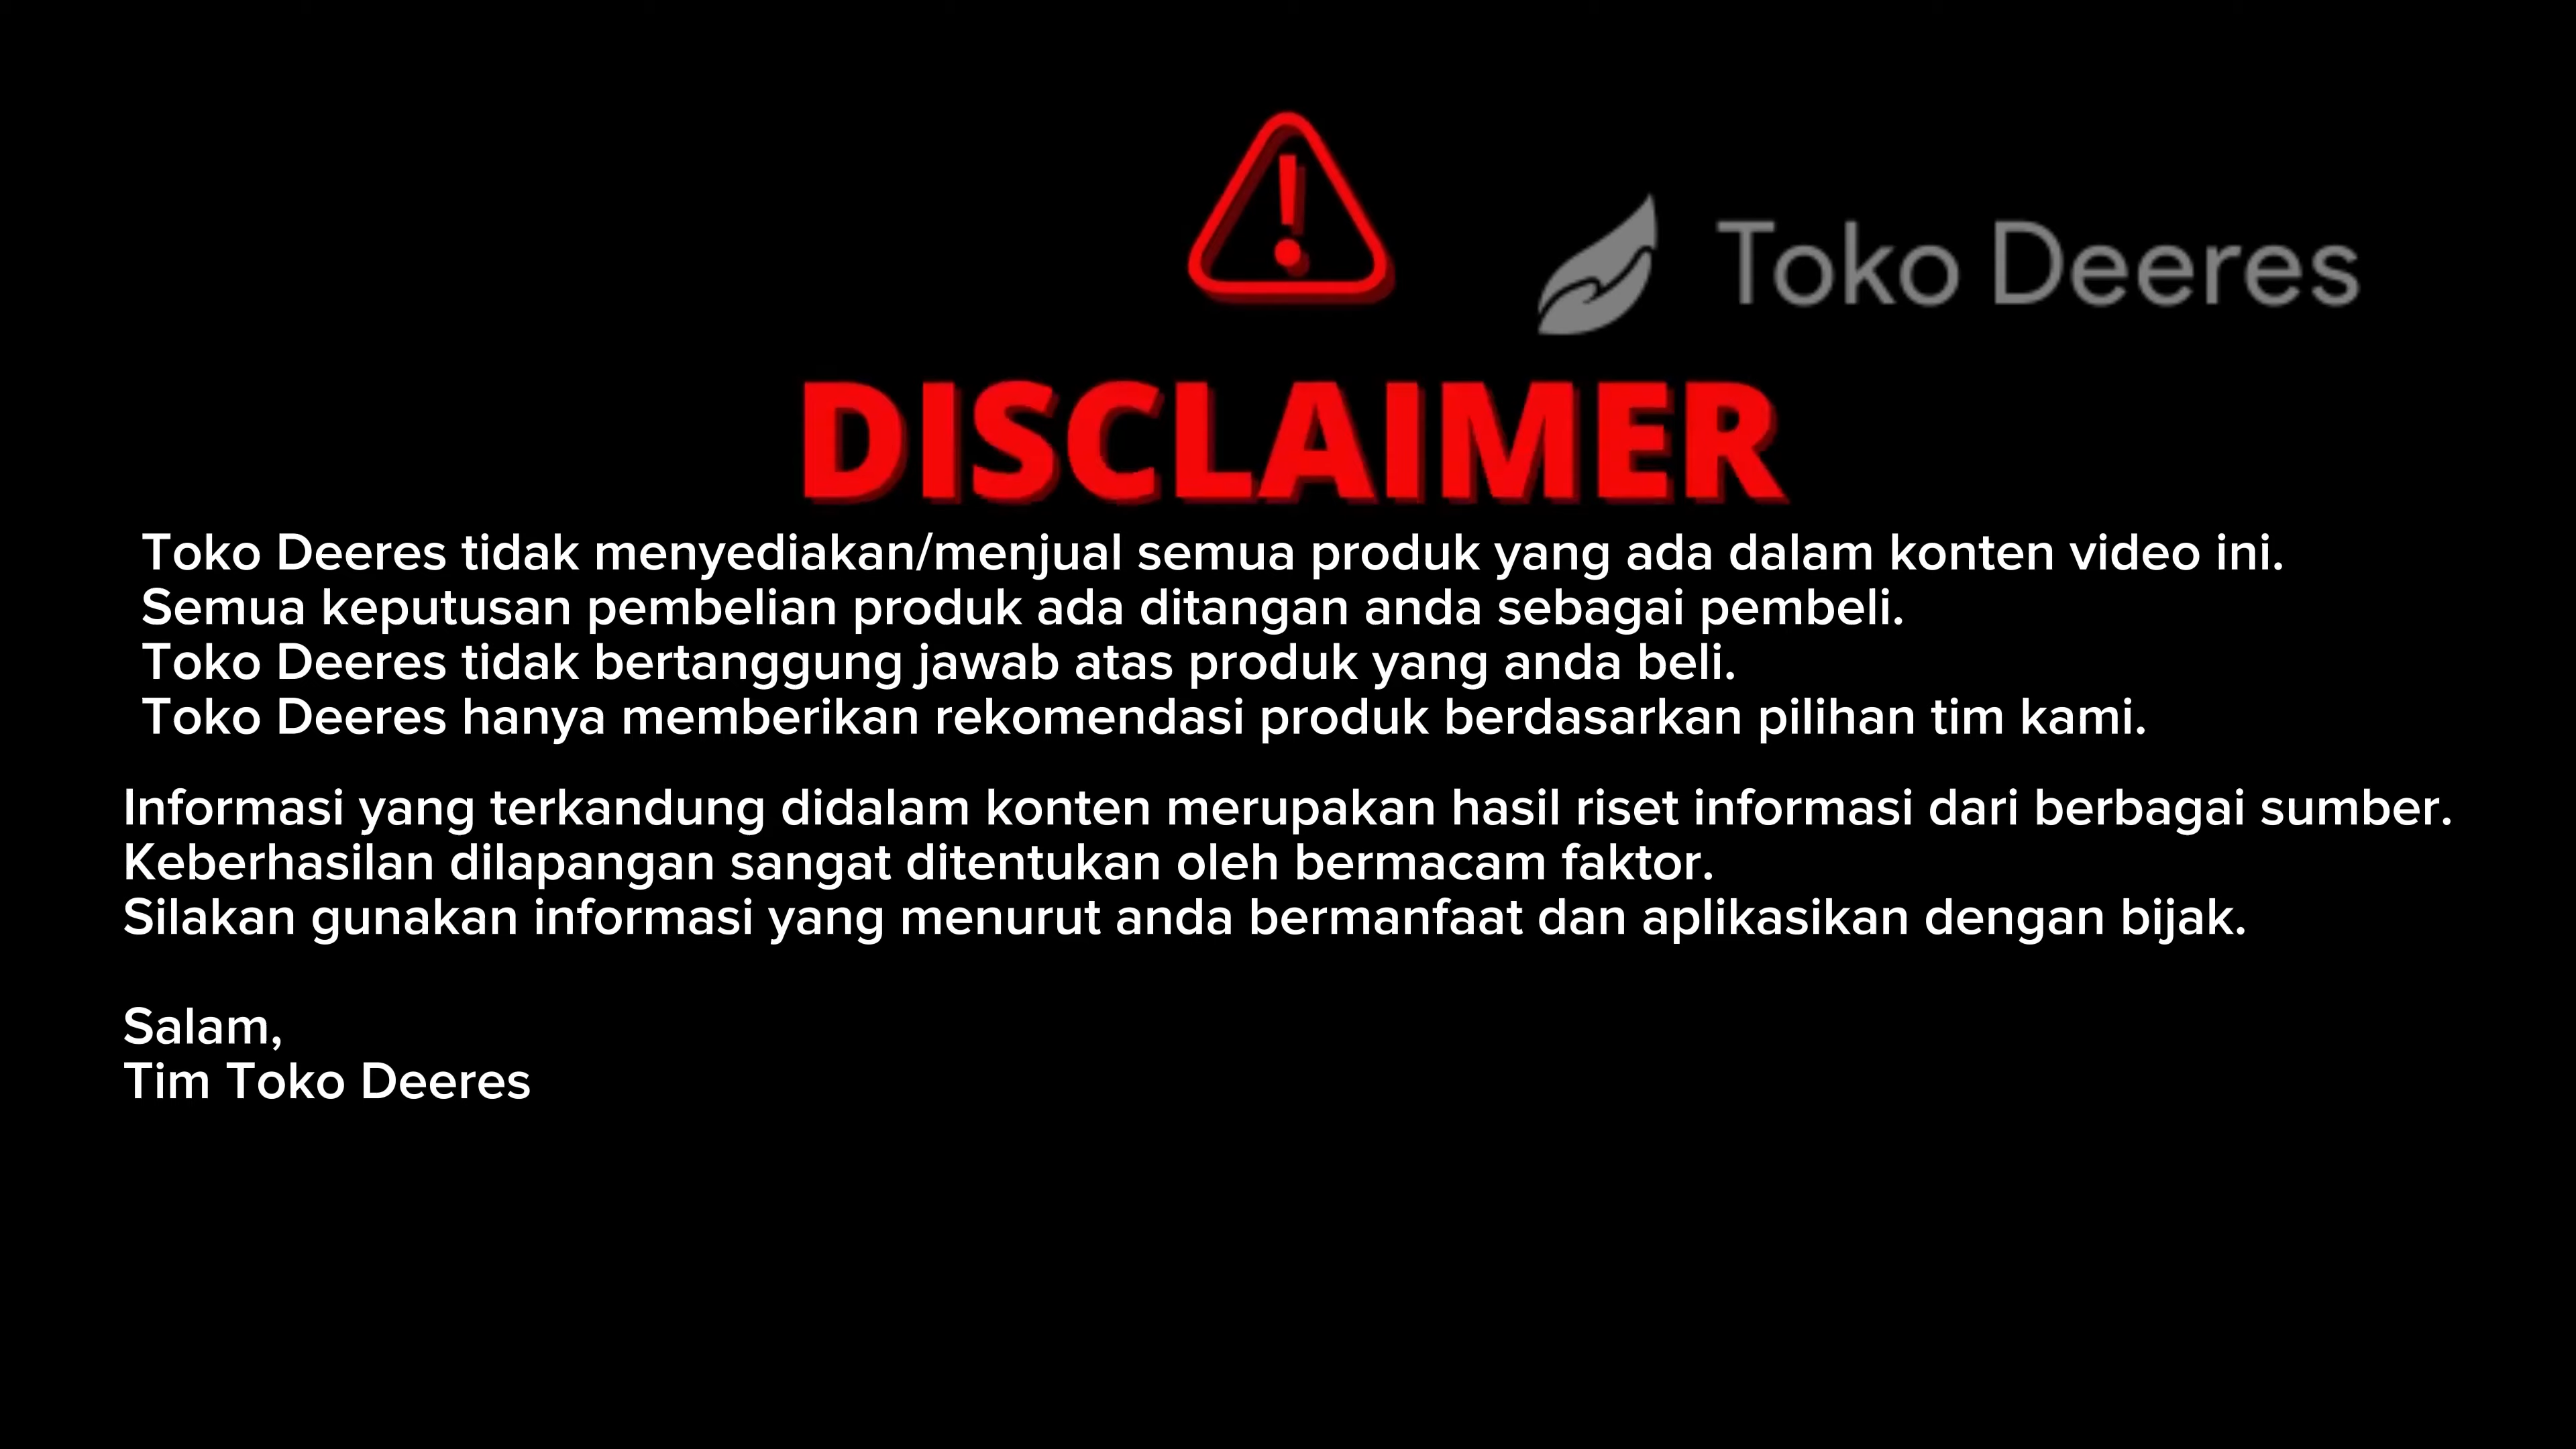 Toko Deeres
DISCLAIMER
Toko Deeres tidak menyediakan/menjual semua produk yang ada dalam konten video ini.
Semua keputusan pembelian produk ada ditangan anda sebagai pembeli.
Toko Deeres tidak bertanggung jawab atas produk yang anda beli.
Toko Deeres hanya memberikan rekomendasi produk berdasarkan pilihan tim kami.
Informasi yang terkandung didalam konten merupakan hasil riset informasi dari berbagai sumber.
Keberhasilan dilapangan sangat ditentukan oleh bermacam faktor.
Silakan gunakan informasi yang menurut anda bermanfaat dan aplikasikan dengan bijak.
Salam,
Tim Toko Deeres